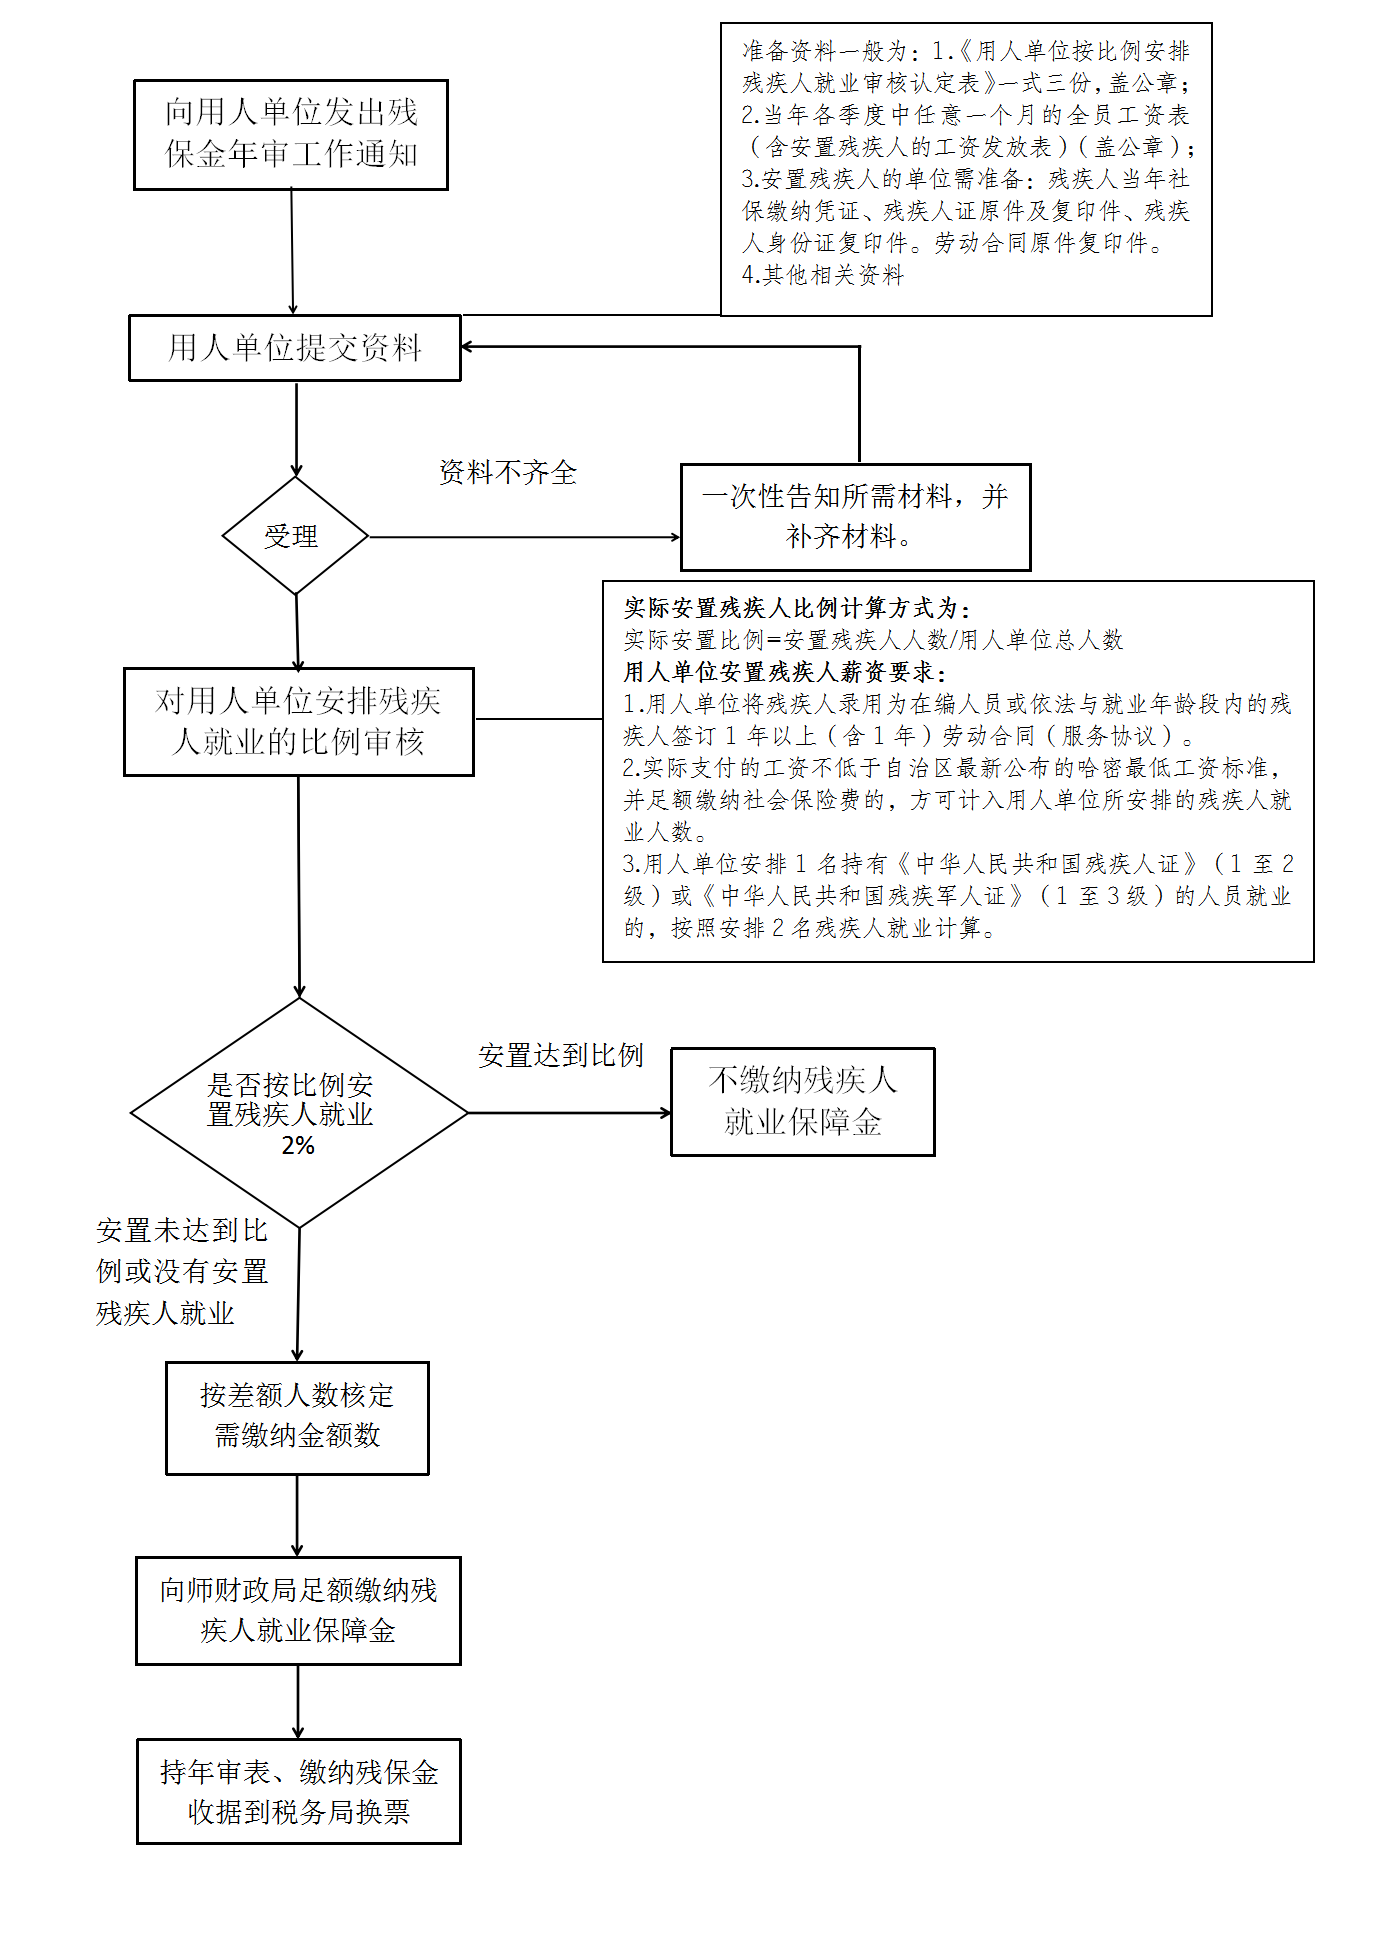 向用人单位发出残
保金年审工作通知
准备资料一般为：1.《用人单位按比例安排
残疾人就业审核认定表》一式三份，盖公章；
2.当年各季度中任意一个月的全员工资表
（含安置残疾人的工资发放表）（盖公章）；
3.安置残疾人的单位需准备：残疾人当年社
保缴纳凭证、残疾人证原件及复印件、残疾
人身份证复印件。劳动合同原件复印件。
4.其他相关资料
用人单位提交资料
资料不齐全
一次性告知所需材料，并
补齐材料。
受理
实际安置残疾人比例计算方式为：
实际安置比例=安置残疾人人数/用人单位总人数
用人单位安置残疾人薪资要求：
1.用人单位将残疾人录用为在编人员或依法与就业年龄段内的残
疾人签订1年以上（含1年）劳动合同（服务协议）。
2.实际支付的工资不低于自治区最新公布的哈密最低工资标准，
并足额缴纳社会保险费的，方可计入用人单位所安排的残疾人就
业人数。
3.用人单位安排1名持有《中华人民共和国残疾人证》（1至2
级）或《中华人民共和国残疾军人证》（1至3级）的人员就业
的，按照安排2名残疾人就业计算。
对用人单位安排残疾
人就业的比例审核
是否按比例安
置残疾人就业
2%
安置达到比例
不缴纳残疾人
就业保障金
安置未达到比
例或没有安置
残疾人就业
按差额人数核定
需缴纳金额数
向师财政局足额缴纳残
疾人就业保障金
持年审表、缴纳残保金
收据到税务局换票